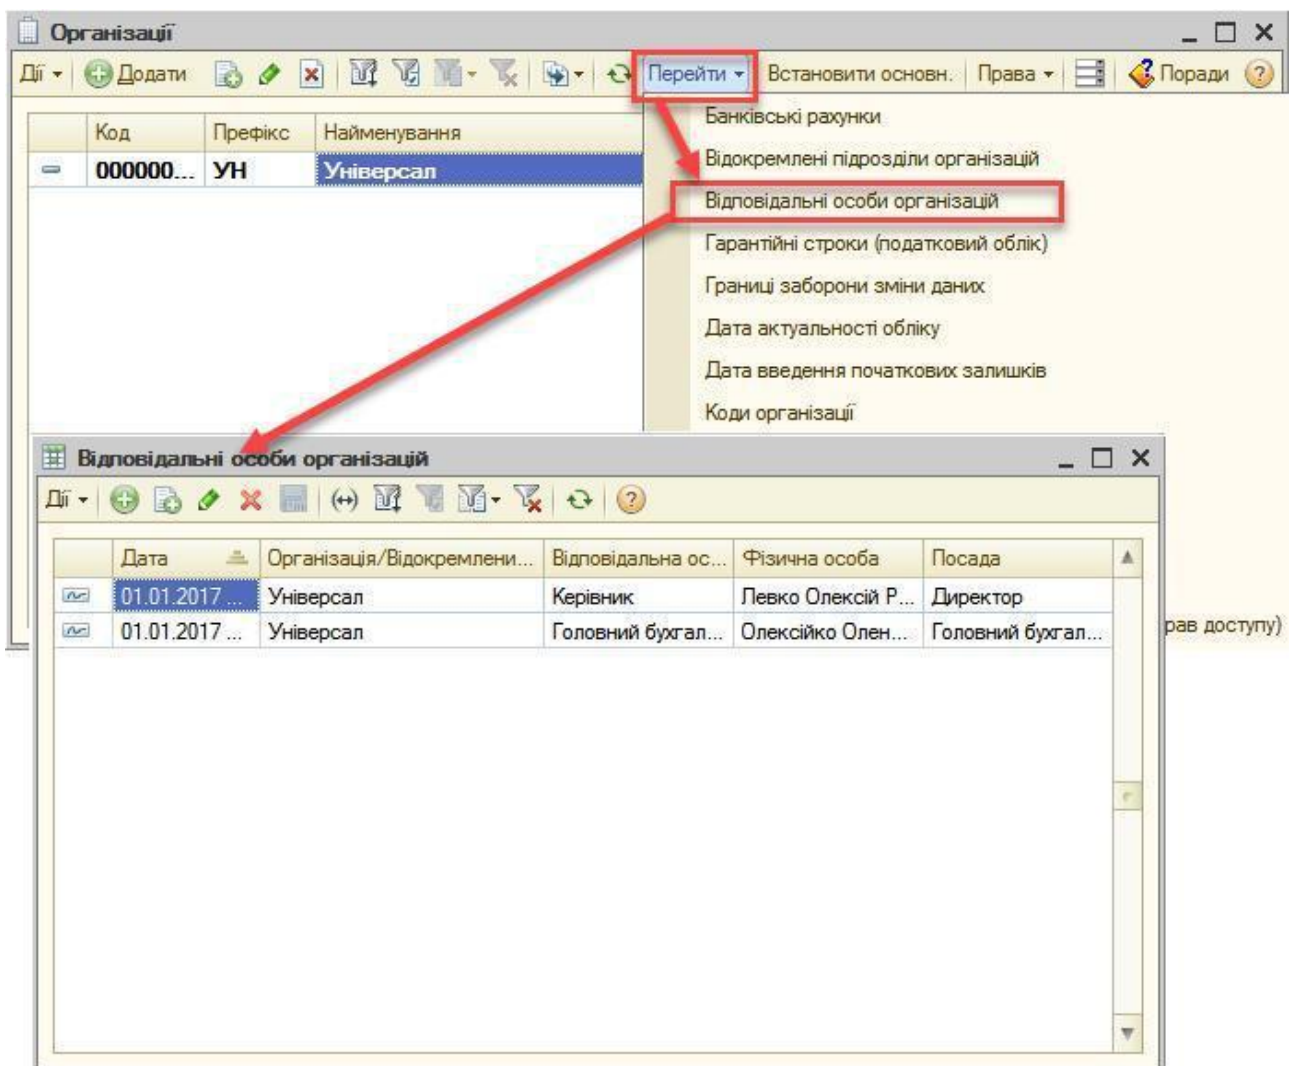 Організації
Дії Додати Перейти Встановити основн. Права Поради
Код Префікс Найменування
000000... УН Універсал
Банківські рахунки
Відокремлені підрозділи організацій
Відповідальні особи організацій
Гарантійні строки (податковий облік)
Границі заборони зміни даних
Дата актуальності обліку
Дата введення початкових залишків
Коди організації
Відповідальні особи організацій
Дії
Дата Організація/Відокремлени... Відповідальна ос... Фізична особа Посада
01.01.2017 ... Універсал Керівник Левко Олексій Р... Директор
01.01.2017 ... Універсал Головний бухгал... Олексійко Олен... Головний бухгал...
рав доступу)